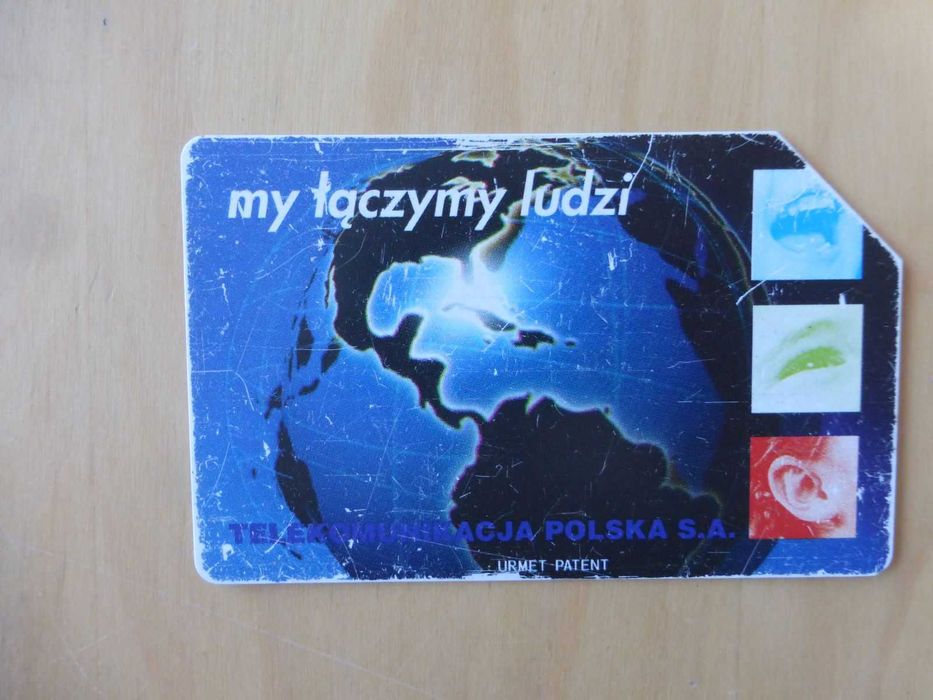 my łączymy ludzi
TELEKOMUNIKACJA POLSKA S.A.
URMET PATENT